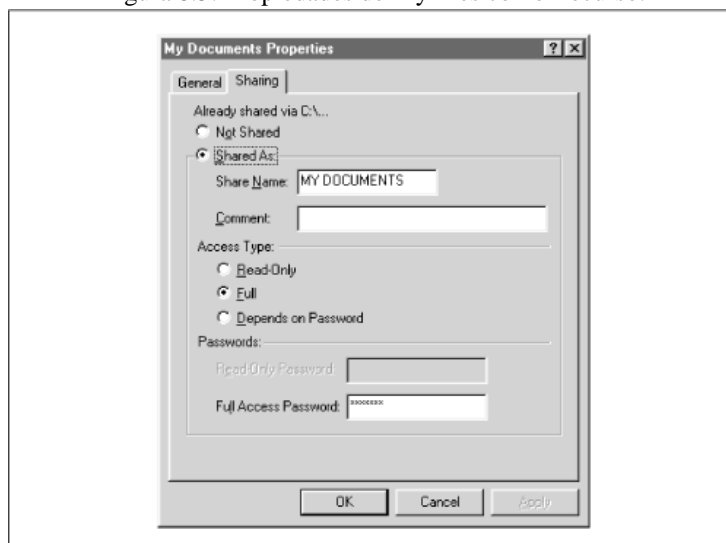 My Documents Properties
General Sharing
Already shared via C:\...
Not Shared
Shared As:
Share Name: MY DOCUMENTS
Comment:
Access Type:
Read-Only
Full
Depends on Password
Passwords:
Read-Only Password:
Full Access Password: ********
OK Cancel Apply